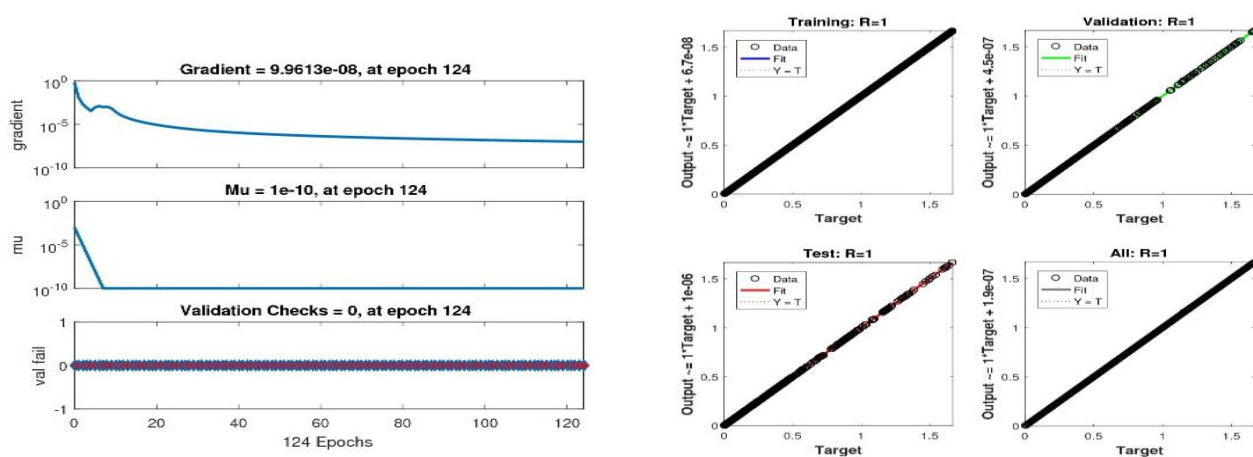 Gradient = 9.9613e-08, at epoch 124
10^0
10^-5
10^-10
gradient
Mu = 1e-10, at epoch 124
10^0
10^-5
10^-10
mu
Validation Checks = 0, at epoch 124
1
0
-1
val fail
0 20 40 60 80 100 120
124 Epochs
Training: R=1
Output ~= 1*Target + 6.7e-08
1.5
1
0.5
0
Data
Fit
Y = T
0.5 1 1.5
Target
Validation: R=1
Output ~= 1*Target + 4.5e-07
1.5
1
0.5
0
Data
Fit
Y = T
0.5 1 1.5
Target
Test: R=1
Output ~= 1*Target + 1e-06
1.5
1
0.5
0
Data
Fit
Y = T
0.5 1 1.5
Target
All: R=1
Output ~= 1*Target + 1.9e-07
1.5
1
0.5
0
Data
Fit
Y = T
0.5 1 1.5
Target